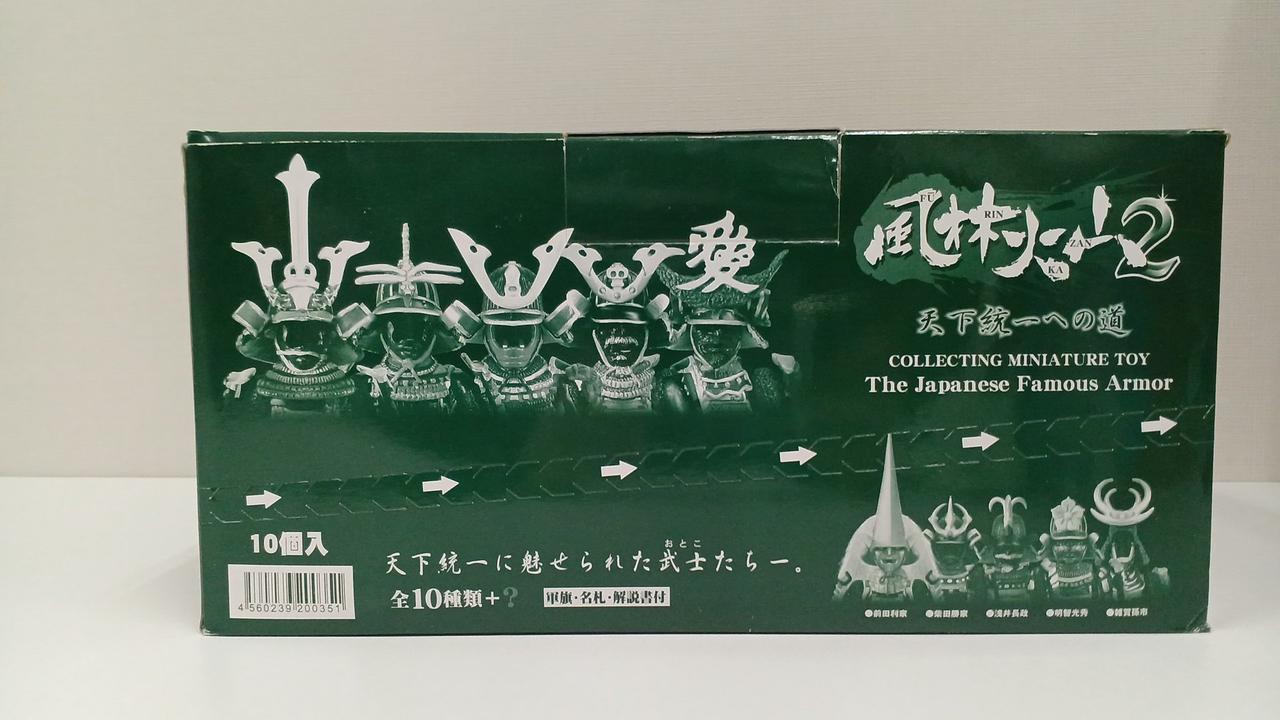 愛
風林火山2
FŪ RIN KA ZAN
天下統一への道
COLLECTING MINIATURE TOY
The Japanese Famous Armor
10個入
4 560239 200351
天下統一に魅せられた武士たちー。
おとこ
全10種類+?
軍旗・名札・解説書付
●前田利家 ●柴田勝家 ●浅井長政 ●明智光秀 ●雑賀孫市